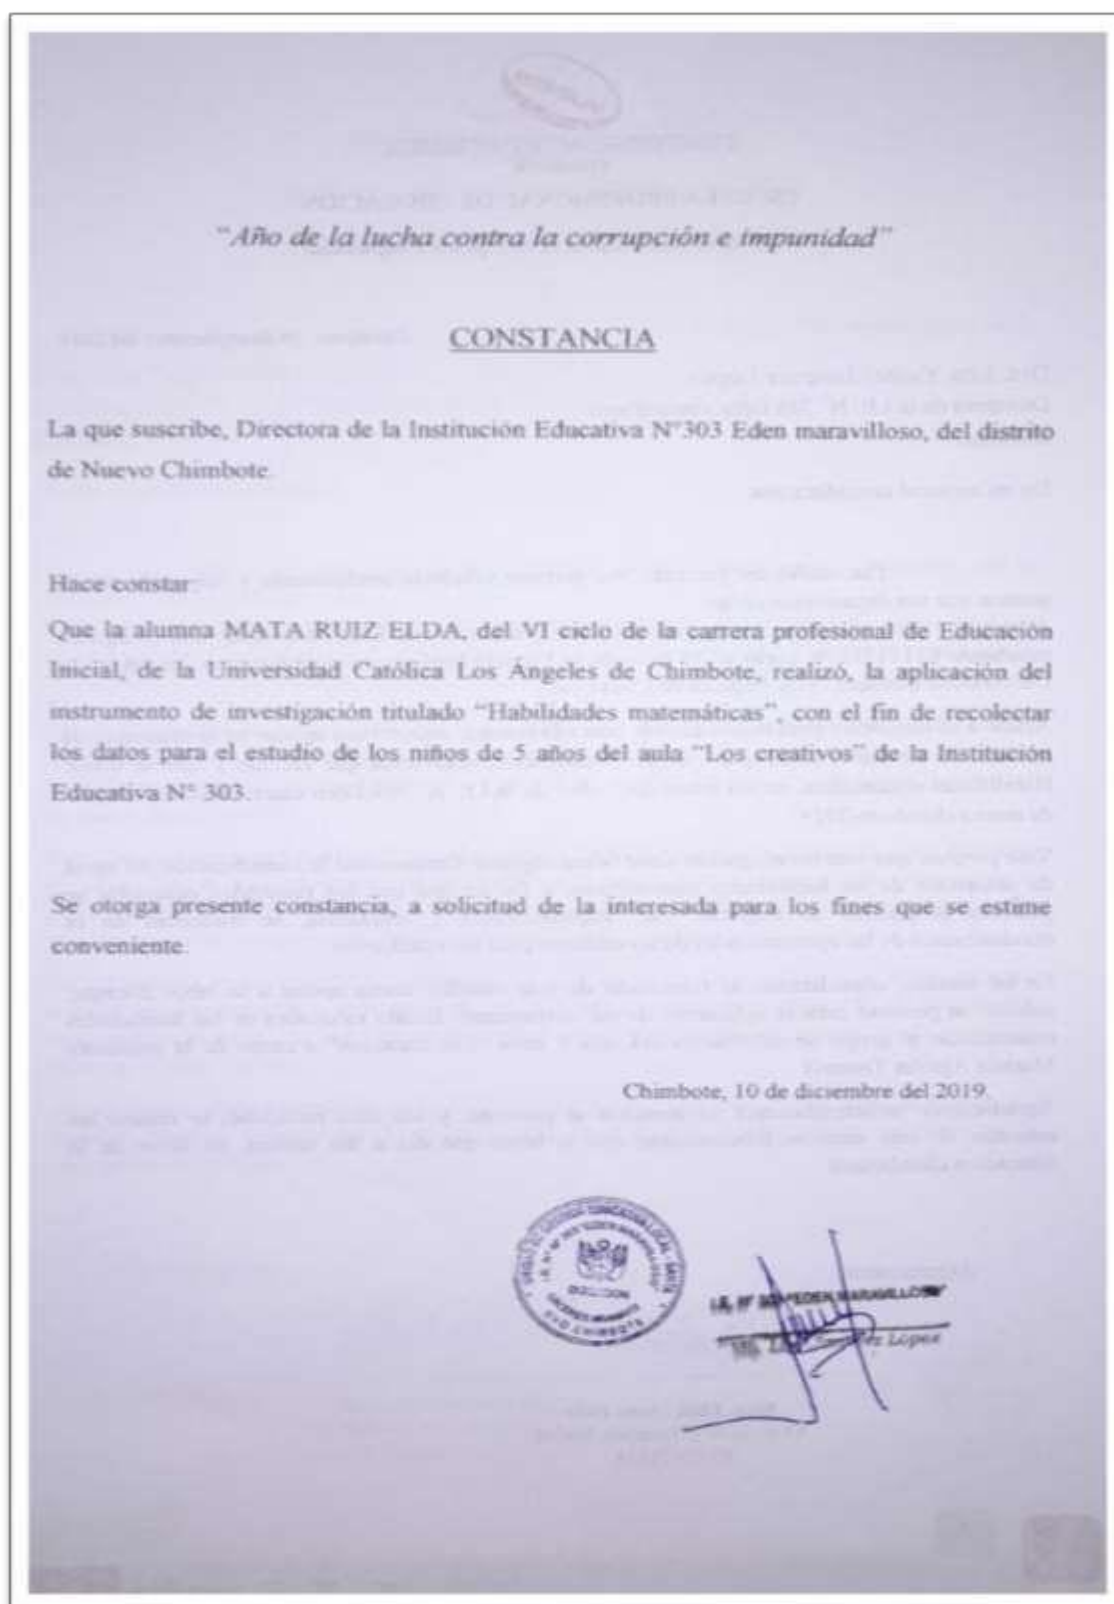 "Año de la lucha contra la corrupción e impunidad"
CONSTANCIA
La que suscribe, Directora de la Institución Educativa N°303 Eden maravilloso, del distrito
de Nuevo Chimbote.
Hace constar:
Que la alumna MATA RUIZ ELDA, del VI ciclo de la carrera profesional de Educación
Inicial, de la Universidad Católica Los Ángeles de Chimbote, realizó, la aplicación del
instrumento de investigación titulado "Habilidades matemáticas", con el fin de recolectar
los datos para el estudio de los niños de 5 años del aula "Los creativos" de la Institución
Educativa N° 303.
Se otorga presente constancia, a solicitud de la interesada para los fines que se estime
conveniente.
Chimbote, 10 de diciembre del 2019.
DIRECCION
CHIMBOTE
I.E. N° "EDEN MARAVILLOSO"
Lopez